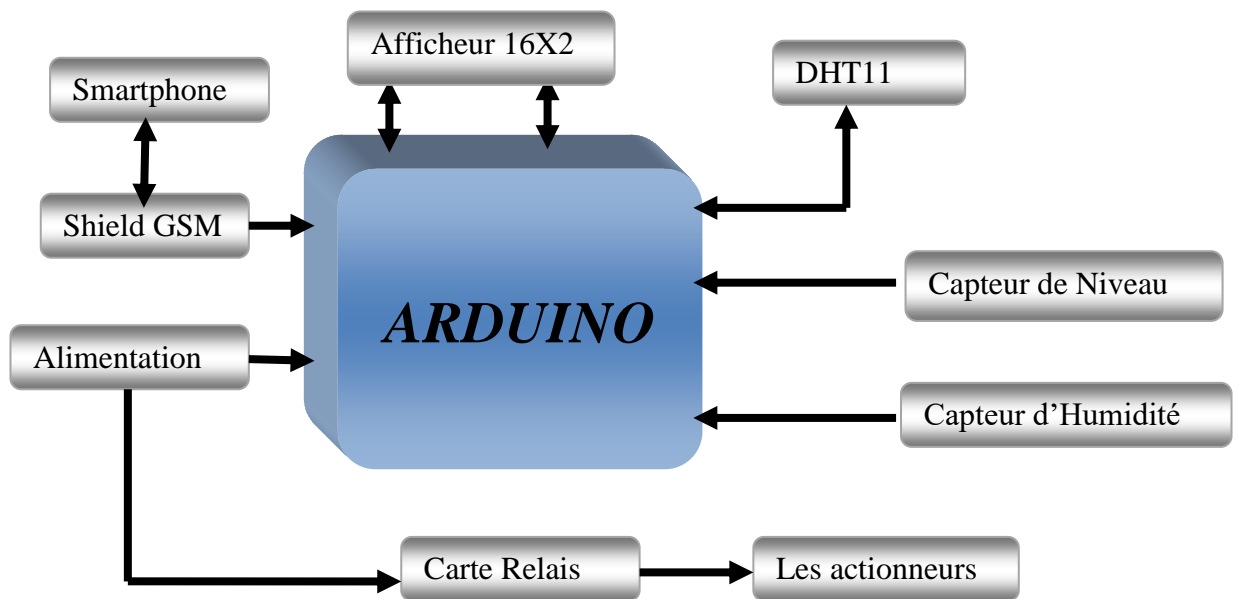 Afficheur 16X2
DHT11
Smartphone
Shield GSM
Capteur de Niveau
ARDUINO
Alimentation
Capteur d’Humidité
Carte Relais
Les actionneurs